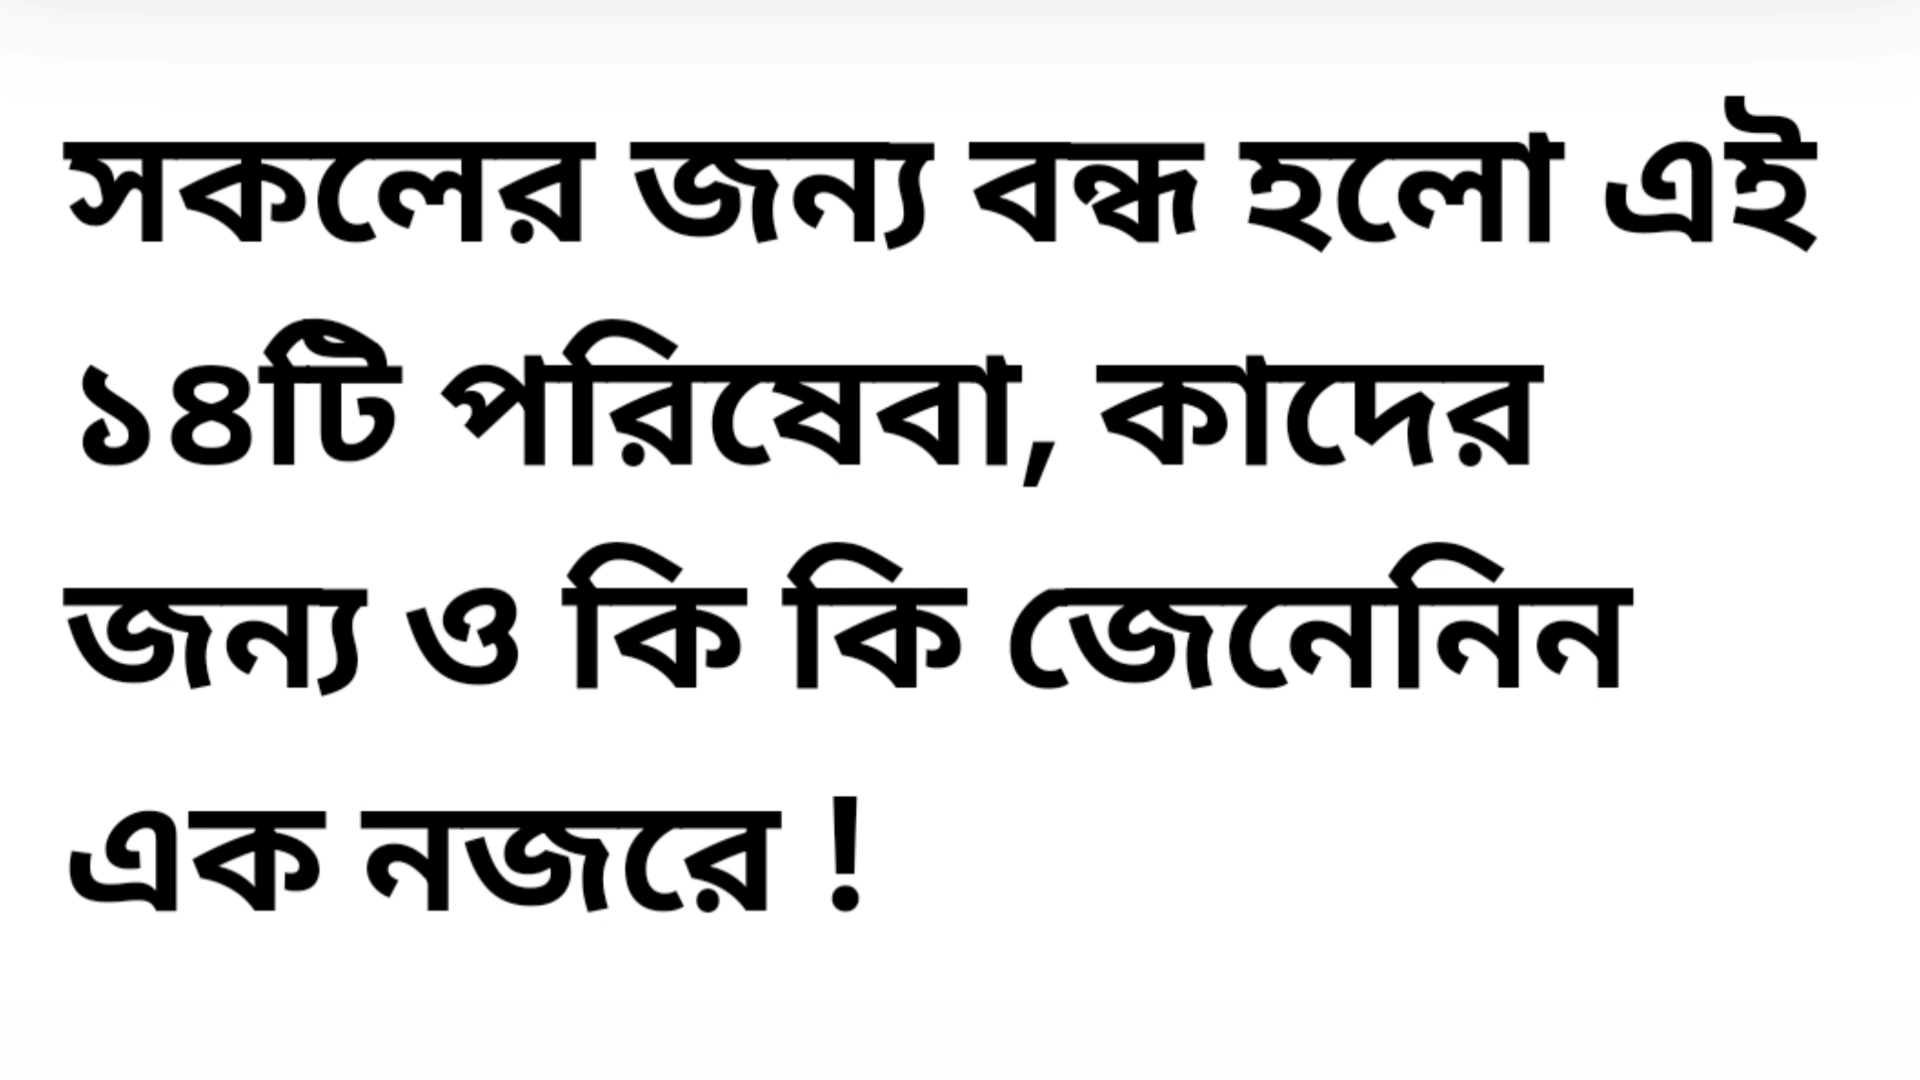 সকলের জন্য বন্ধ হলো এই
১৪টি পরিষেবা, কাদের
জন্য ও কি কি জেনেনিন
এক নজরে !